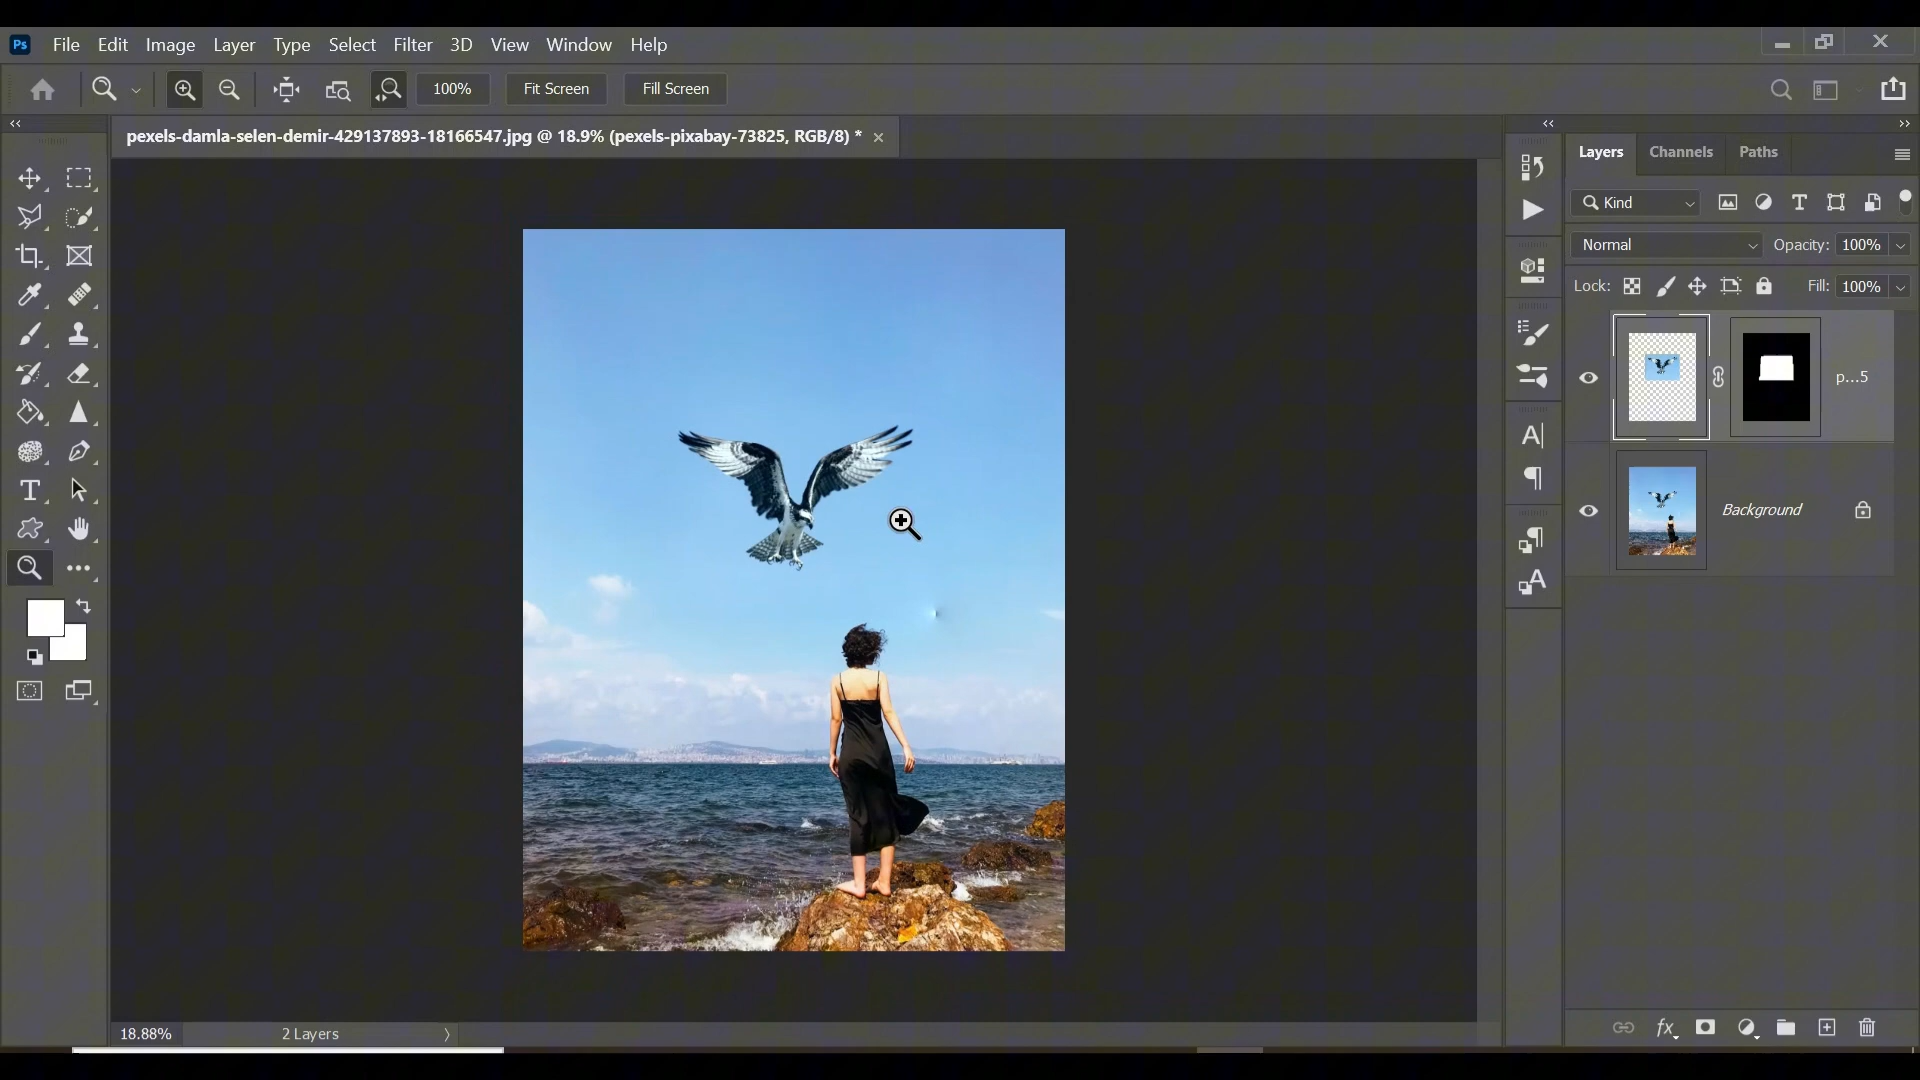 Ps File Edit Image Layer Type Select Filter 3D View Window Help
100% Fit Screen Fill Screen
pexels-damla-selen-demir-429137893-18166547.jpg @ 18.9% (pexels-pixabay-73825, RGB/8) *
Layers Channels Paths
Kind
Normal Opacity: 100%
Lock: Fill: 100%
p...5
Background
18.88% 2 Layers